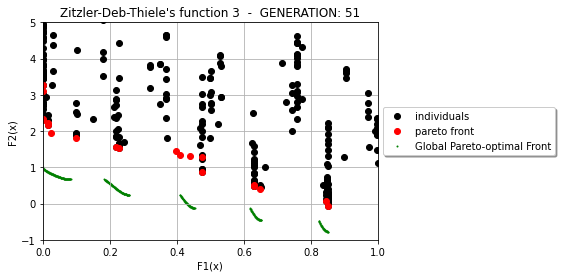 Zitzler-Deb-Thiele's function 3 - GENERATION: 51
5
4
3
2
1
0
−1
F2(x)
0.0 0.2 0.4 0.6 0.8 1.0
F1(x)
individuals
pareto front
Global Pareto-optimal Front